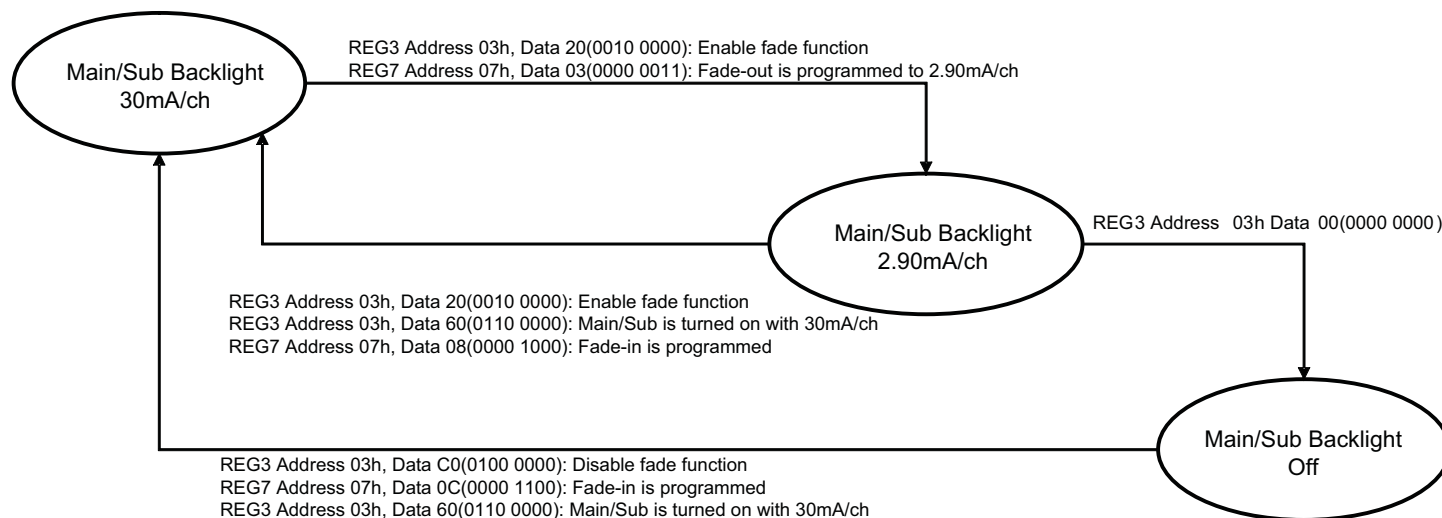 REG3 Address 03h, Data 20(0010 0000): Enable fade function
REG7 Address 07h, Data 03(0000 0011): Fade-out is programmed to 2.90mA/ch
Main/Sub Backlight
30mA/ch
Main/Sub Backlight
2.90mA/ch
REG3 Address 03h Data 00(0000 0000)
REG3 Address 03h, Data 20(0010 0000): Enable fade function
REG3 Address 03h, Data 60(0110 0000): Main/Sub is turned on with 30mA/ch
REG7 Address 07h, Data 08(0000 1000): Fade-in is programmed
Main/Sub Backlight
Off
REG3 Address 03h, Data C0(0100 0000): Disable fade function
REG7 Address 07h, Data 0C(0000 1100): Fade-in is programmed
REG3 Address 03h, Data 60(0110 0000): Main/Sub is turned on with 30mA/ch